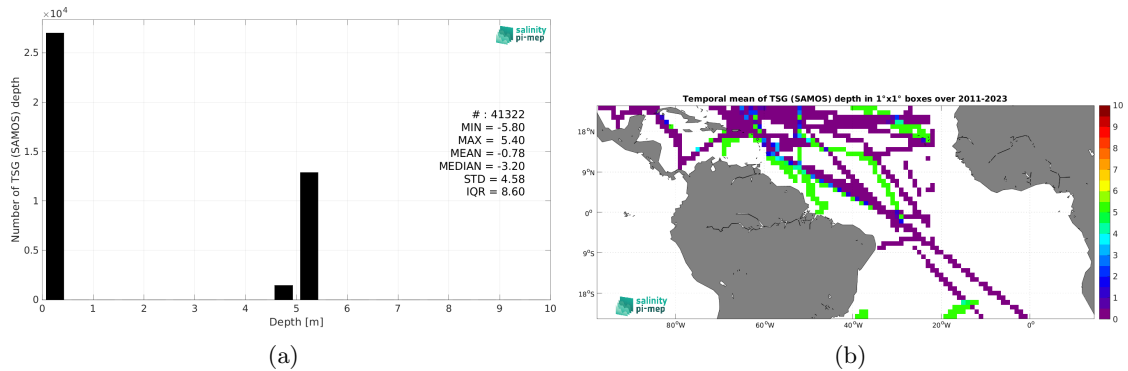 ×10⁴
salinity
pi-mep
2.5
2
1.5
1
0.5
0
Number of TSG (SAMOS) depth
# : 41322
MIN = -5.80
MAX = 5.40
MEAN = -0.78
MEDIAN = -3.20
STD = 4.58
IQR = 8.60
0 1 2 3 4 5 6 7 8 9 10
Depth [m]
(a)
Temporal mean of TSG (SAMOS) depth in 1°x1° boxes over 2011-2023
18°N
9°N
0°
9°S
18°S
80°W 60°W 40°W 20°W 0°
salinity
pi-mep
10
9
8
7
6
5
4
3
2
1
0
(b)